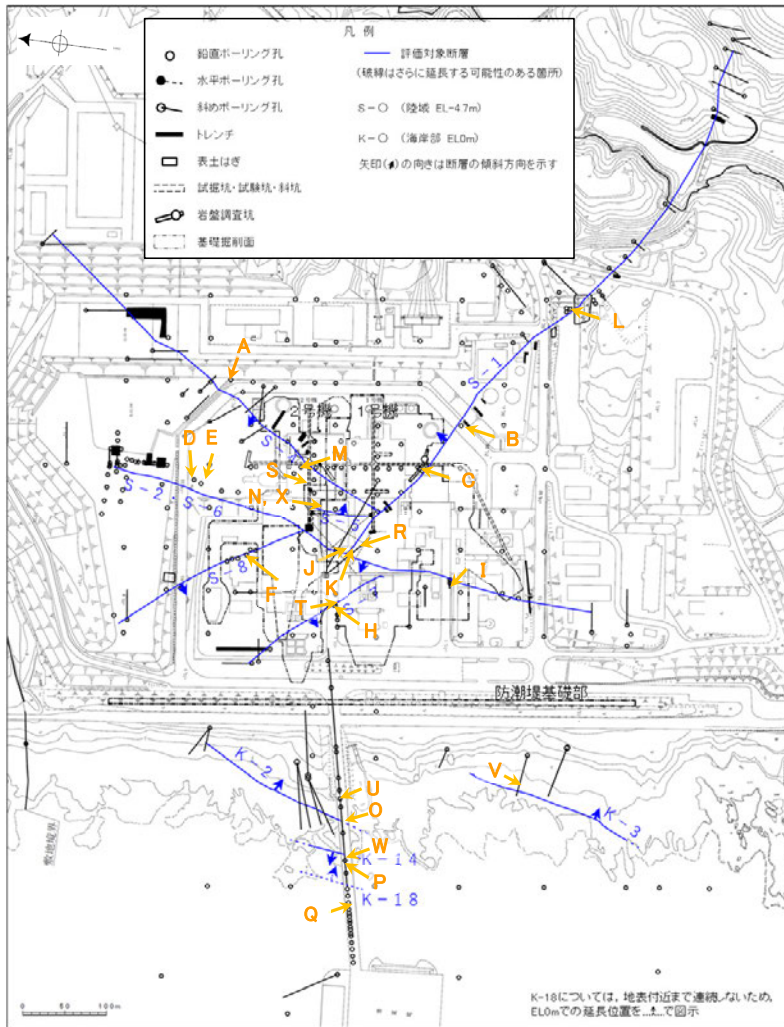 凡例
鉛直ボーリング孔
水平ボーリング孔
斜めボーリング孔
トレンチ
表土はぎ
試掘坑・試験坑・斜坑
岩盤調査坑
基礎掘削面
評価対象断層
(破線はさらに延長する可能性のある箇所)
S-○ (陸域 EL-47m)
K-○ (海岸部 EL0m)
矢印( )の向きは断層の傾斜方向を示す
L
A
S-1
2号機
1号機
B
D
E
S-4
M
C
S
S-2・S-6
N, X
S-5
R
J
S-8
F
K
I
T
H
防潮堤基礎部
K-2
V
U
O
K-3
敷地境界
W
K-14
P
K-18
Q
0 50 100m
K-18については,地表付近まで連続しないため,
EL0mでの延長位置を.......で図示